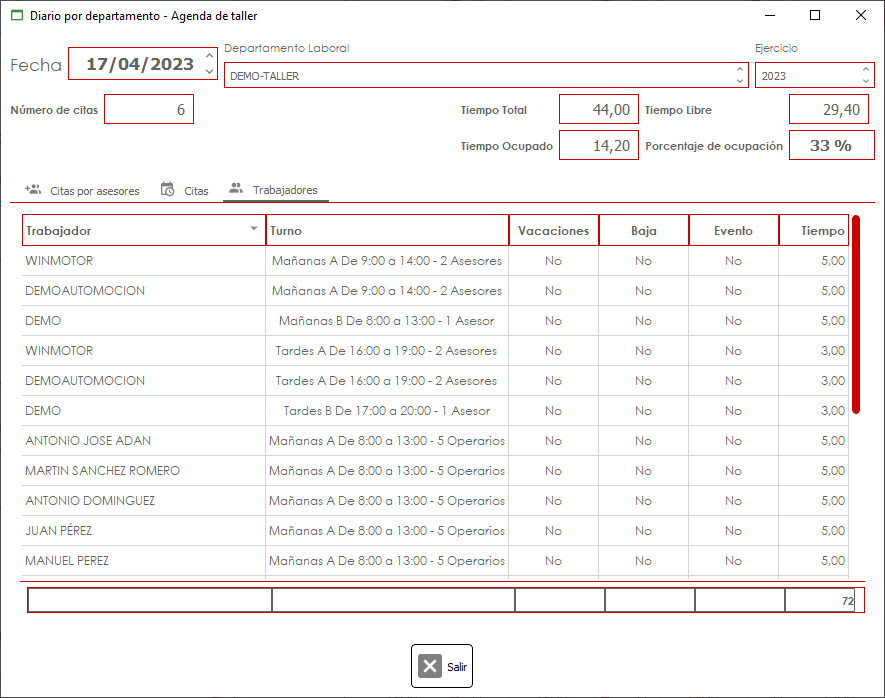 Diario por departamento - Agenda de taller
Fecha 17/04/2023
Departamento Laboral
DEMO-TALLER
Ejercicio
2023
Número de citas 6
Tiempo Total 44,00 Tiempo Libre 29,40
Tiempo Ocupado 14,20 Porcentaje de ocupación 33 %
Citas por asesores Citas Trabajadores
Trabajador Turno Vacaciones Baja Evento Tiempo
WINMOTOR Mañanas A De 9:00 a 14:00 - 2 Asesores No No No 5,00
DEMOAUTOMOCION Mañanas A De 9:00 a 14:00 - 2 Asesores No No No 5,00
DEMO Mañanas B De 8:00 a 13:00 - 1 Asesor No No No 5,00
WINMOTOR Tardes A De 16:00 a 19:00 - 2 Asesores No No No 3,00
DEMOAUTOMOCION Tardes A De 16:00 a 19:00 - 2 Asesores No No No 3,00
DEMO Tardes B De 17:00 a 20:00 - 1 Asesor No No No 3,00
ANTONIO JOSE ADAN Mañanas A De 8:00 a 13:00 - 5 Operarios No No No 5,00
MARTIN SANCHEZ ROMERO Mañanas A De 8:00 a 13:00 - 5 Operarios No No No 5,00
ANTONIO DOMINGUEZ Mañanas A De 8:00 a 13:00 - 5 Operarios No No No 5,00
JUAN PÉREZ Mañanas A De 8:00 a 13:00 - 5 Operarios No No No 5,00
MANUEL PEREZ Mañanas A De 8:00 a 13:00 - 5 Operarios No No No 5,00
72
Salir